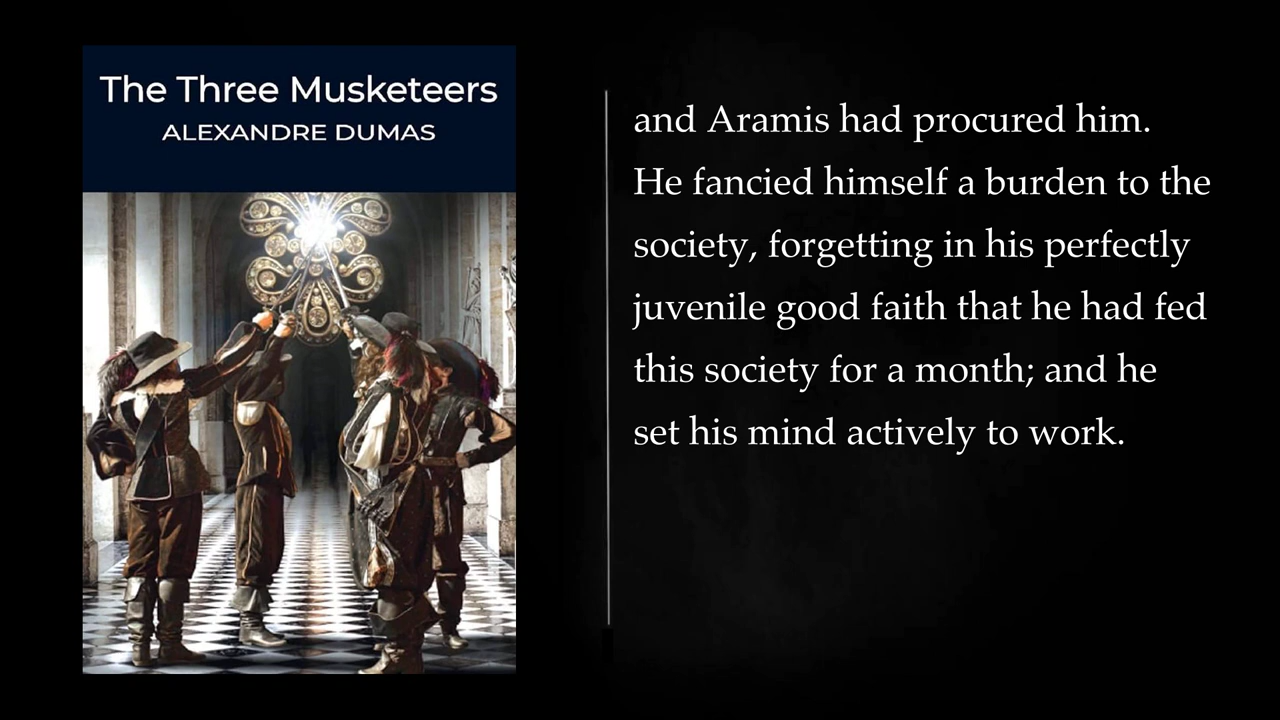 The Three Musketeers
ALEXANDRE DUMAS
and Aramis had procured him.
He fancied himself a burden to the
society, forgetting in his perfectly
juvenile good faith that he had fed
this society for a month; and he
set his mind actively to work.